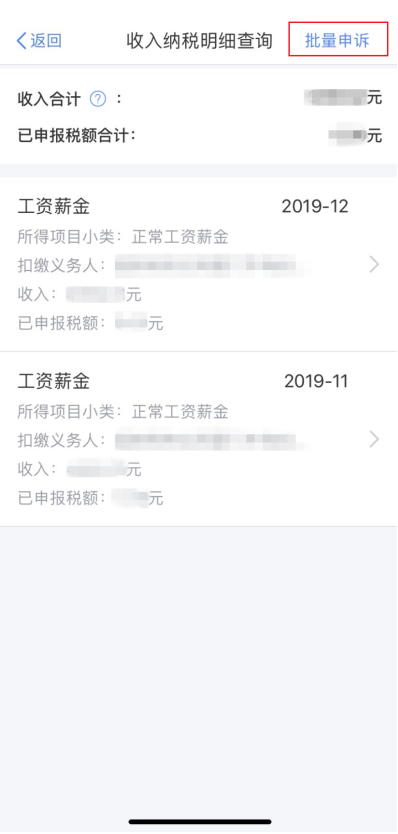 返回 收入纳税明细查询 批量申诉
收入合计 ? : 元
已申报税额合计: 元
工资薪金 2019-12
所得项目小类: 正常工资薪金
扣缴义务人:
收入: 元
已申报税额: 元
工资薪金 2019-11
所得项目小类: 正常工资薪金
扣缴义务人:
收入: 元
已申报税额: 元